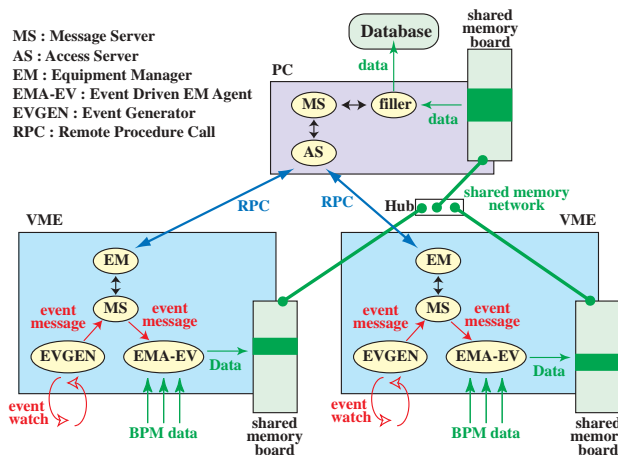 MS : Message Server
AS : Access Server
EM : Equipment Manager
EMA-EV : Event Driven EM Agent
EVGEN : Event Generator
RPC : Remote Procedure Call
Database
shared
memory
board
data
PC
MS
filler
data
AS
RPC
RPC
Hub
shared memory
network
VME
VME
EM
MS
event
message
event
message
EVGEN
EMA-EV
Data
event
watch
BPM data
shared
memory
board
EM
MS
event
message
event
message
EVGEN
EMA-EV
Data
event
watch
BPM data
shared
memory
board